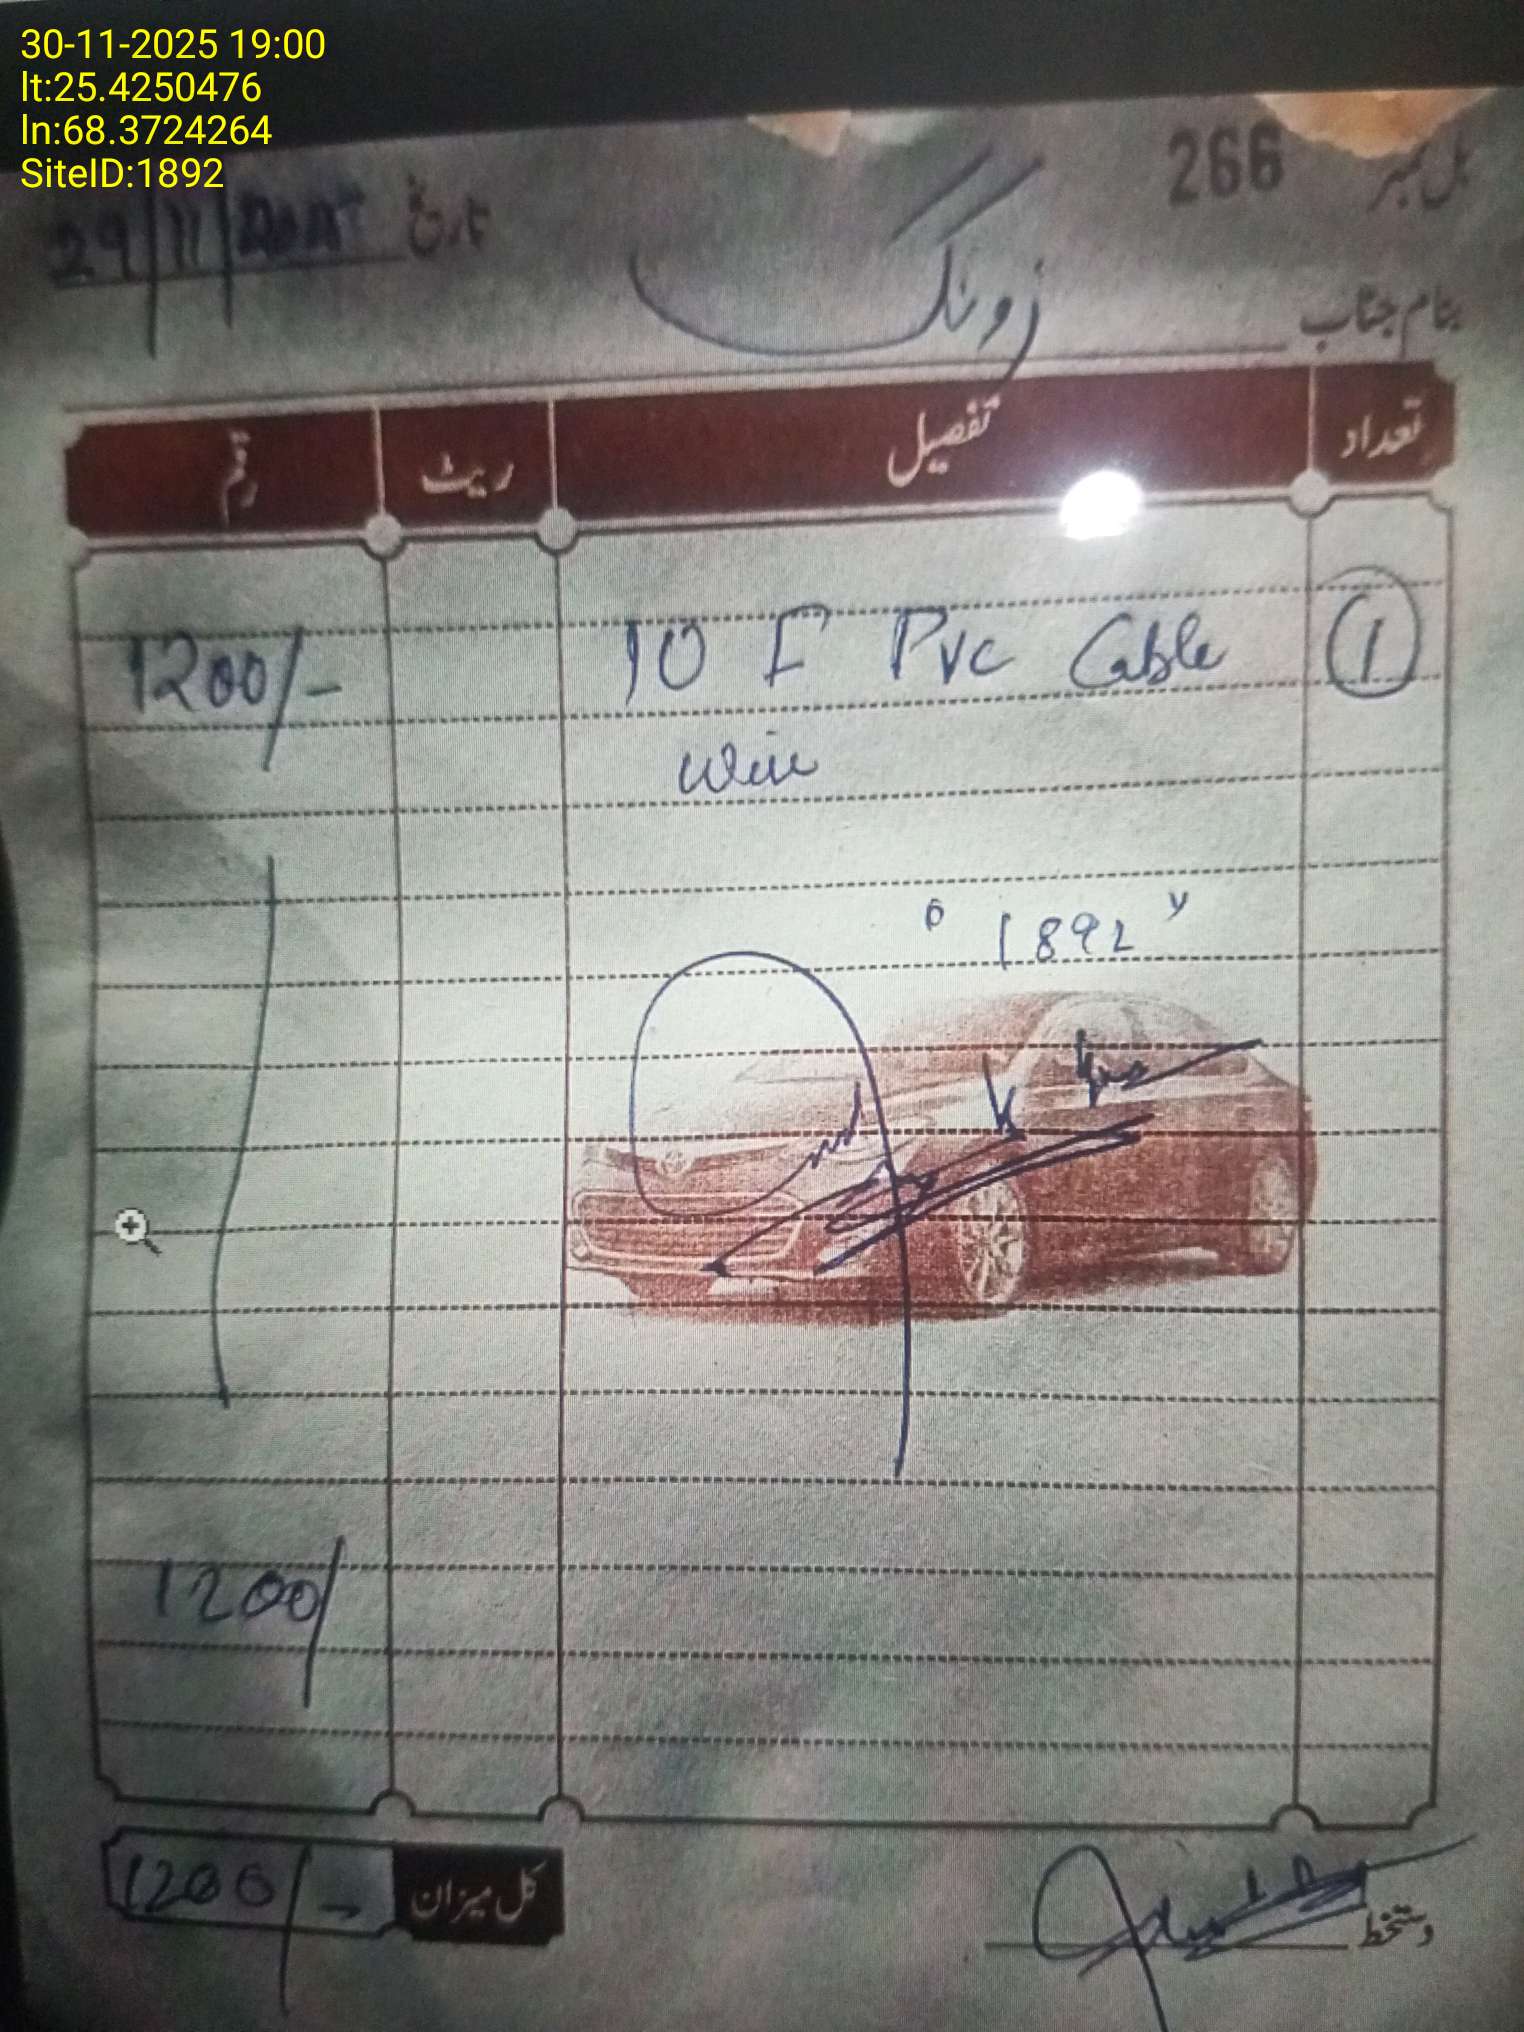 30-11-2025 19:00
lt:25.4250476
ln:68.3724264
SiteID:1892
بل نمبر 266
تاریخ 29/11/
بنام جناب زونگ
تعداد تفصیل ریٹ رقم
1 10 F PVC Cable 1200/-
wire
"1892"
1200/
کل میزان 1200/-
دستخط